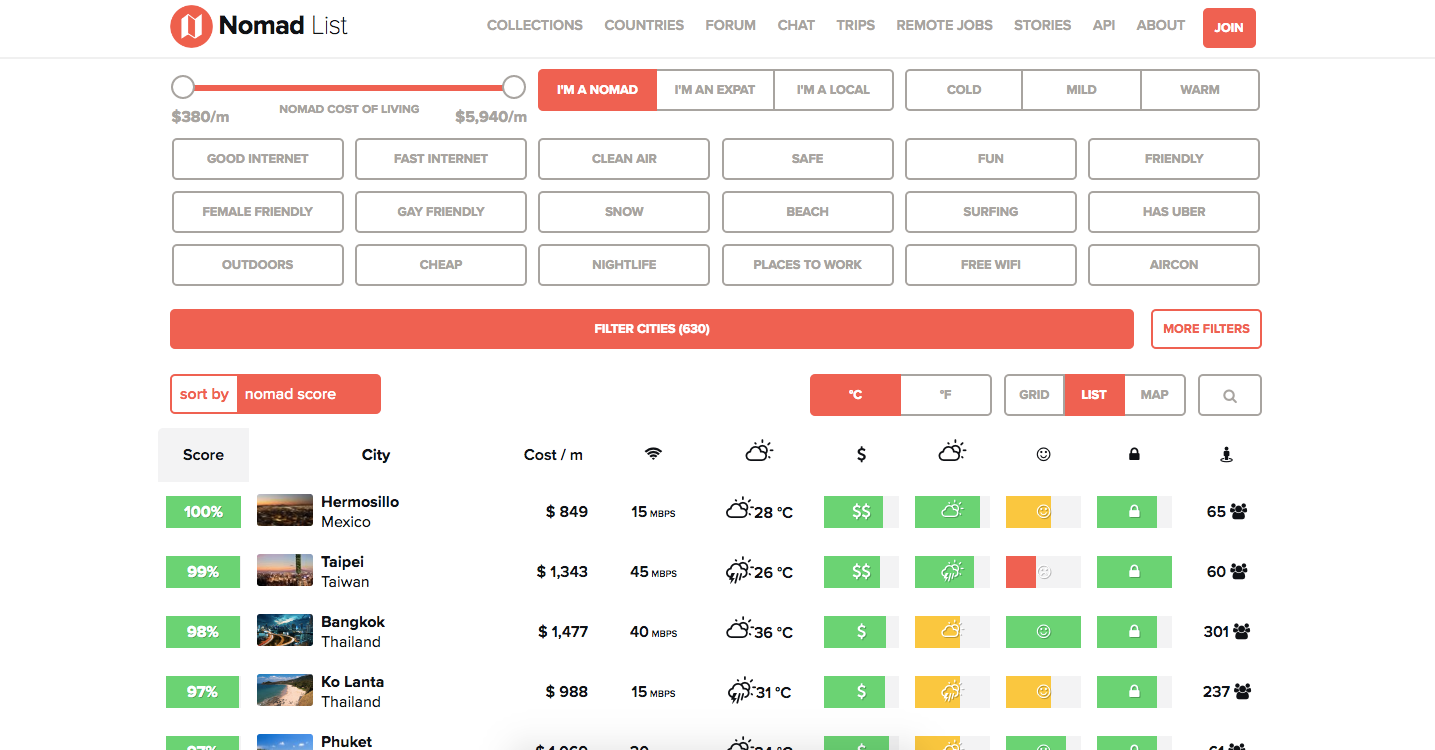 Nomad List
COLLECTIONS COUNTRIES FORUM CHAT TRIPS REMOTE JOBS STORIES API ABOUT JOIN
$380/m NOMAD COST OF LIVING $5,940/m
I'M A NOMAD I'M AN EXPAT I'M A LOCAL COLD MILD WARM
GOOD INTERNET FAST INTERNET CLEAN AIR SAFE FUN FRIENDLY
FEMALE FRIENDLY GAY FRIENDLY SNOW BEACH SURFING HAS UBER
OUTDOORS CHEAP NIGHTLIFE PLACES TO WORK FREE WIFI AIRCON
FILTER CITIES (630) MORE FILTERS
sort by nomad score °C °F GRID LIST MAP
Score City Cost / m $
100% Hermosillo $ 849 15 MBPS 28 °C $$ 65
Mexico
99% Taipei $ 1,343 45 MBPS 26 °C $$ 60
Taiwan
98% Bangkok $ 1,477 40 MBPS 36 °C $ 301
Thailand
97% Ko Lanta $ 988 15 MBPS 31 °C $ 237
Thailand
Phuket